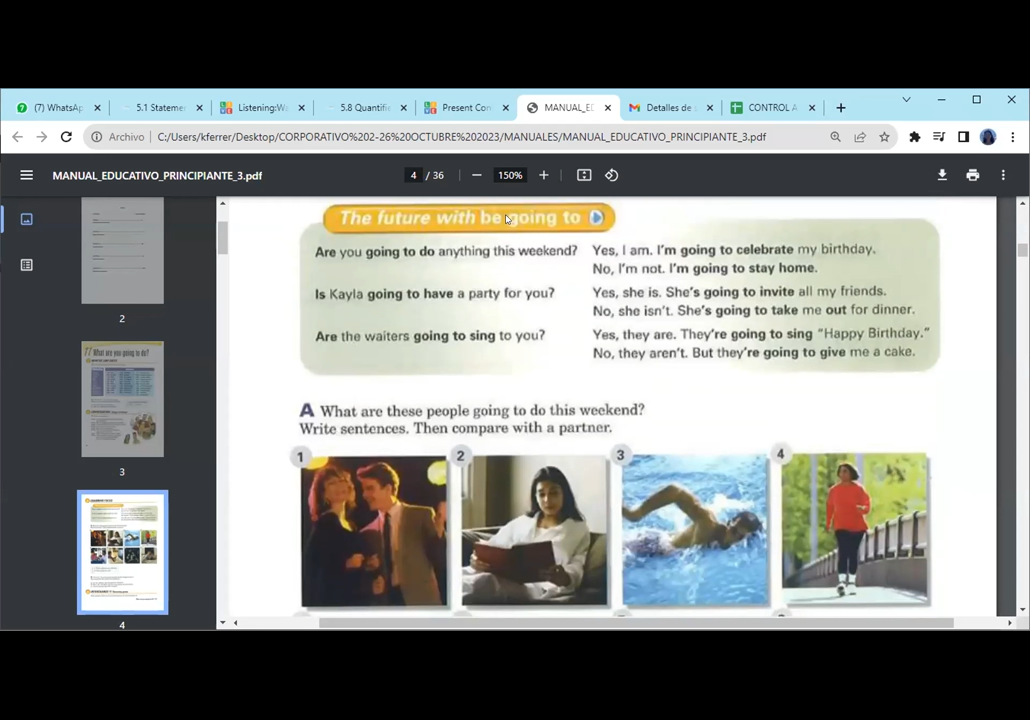 (7) WhatsAp
5.1 Stateme
Listening:W
5.8 Quantifi
Present Con
MANUAL_ED
Detalles de
CONTROL A
Archivo
C:/Users/kferrer/Desktop/CORPORATIVO%202-26%20OCTUBRE%202023/MANUALES/MANUAL_EDUCATIVO_PRINCIPIANTE_3.pdf
MANUAL_EDUCATIVO_PRINCIPIANTE_3.pdf
4 / 36
150%
2
3
4
The future with be going to
Are you going to do anything this weekend?
Yes, I am. I'm going to celebrate my birthday.
No, I'm not. I'm going to stay home.
Is Kayla going to have a party for you?
Yes, she is. She's going to invite all my friends.
No, she isn't. She's going to take me out for dinner.
Are the waiters going to sing to you?
Yes, they are. They're going to sing "Happy Birthday."
No, they aren't. But they're going to give me a cake.
A What are these people going to do this weekend?
Write sentences. Then compare with a partner.
1
2
3
4